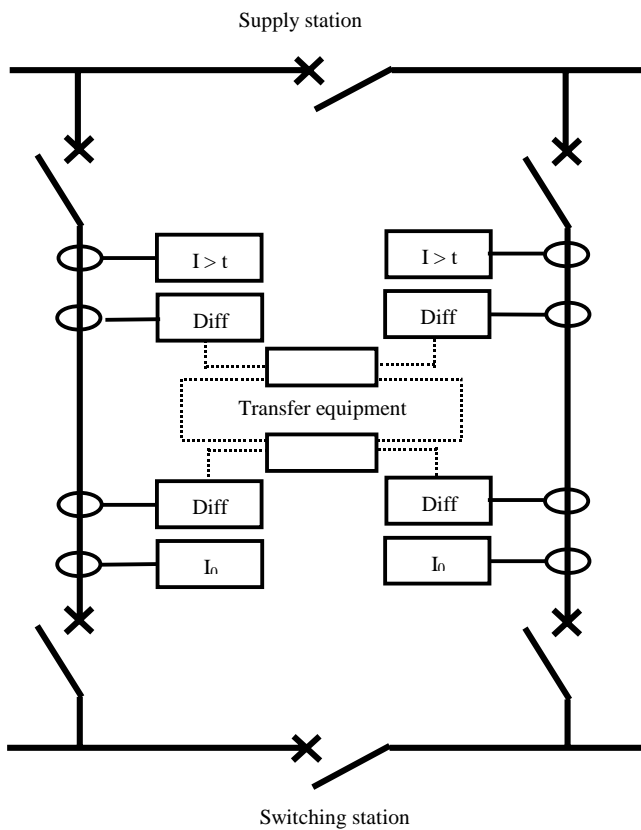 Supply station
I > t
I > t
Diff
Diff
Transfer equipment
Diff
Diff
I₀
I₀
Switching station